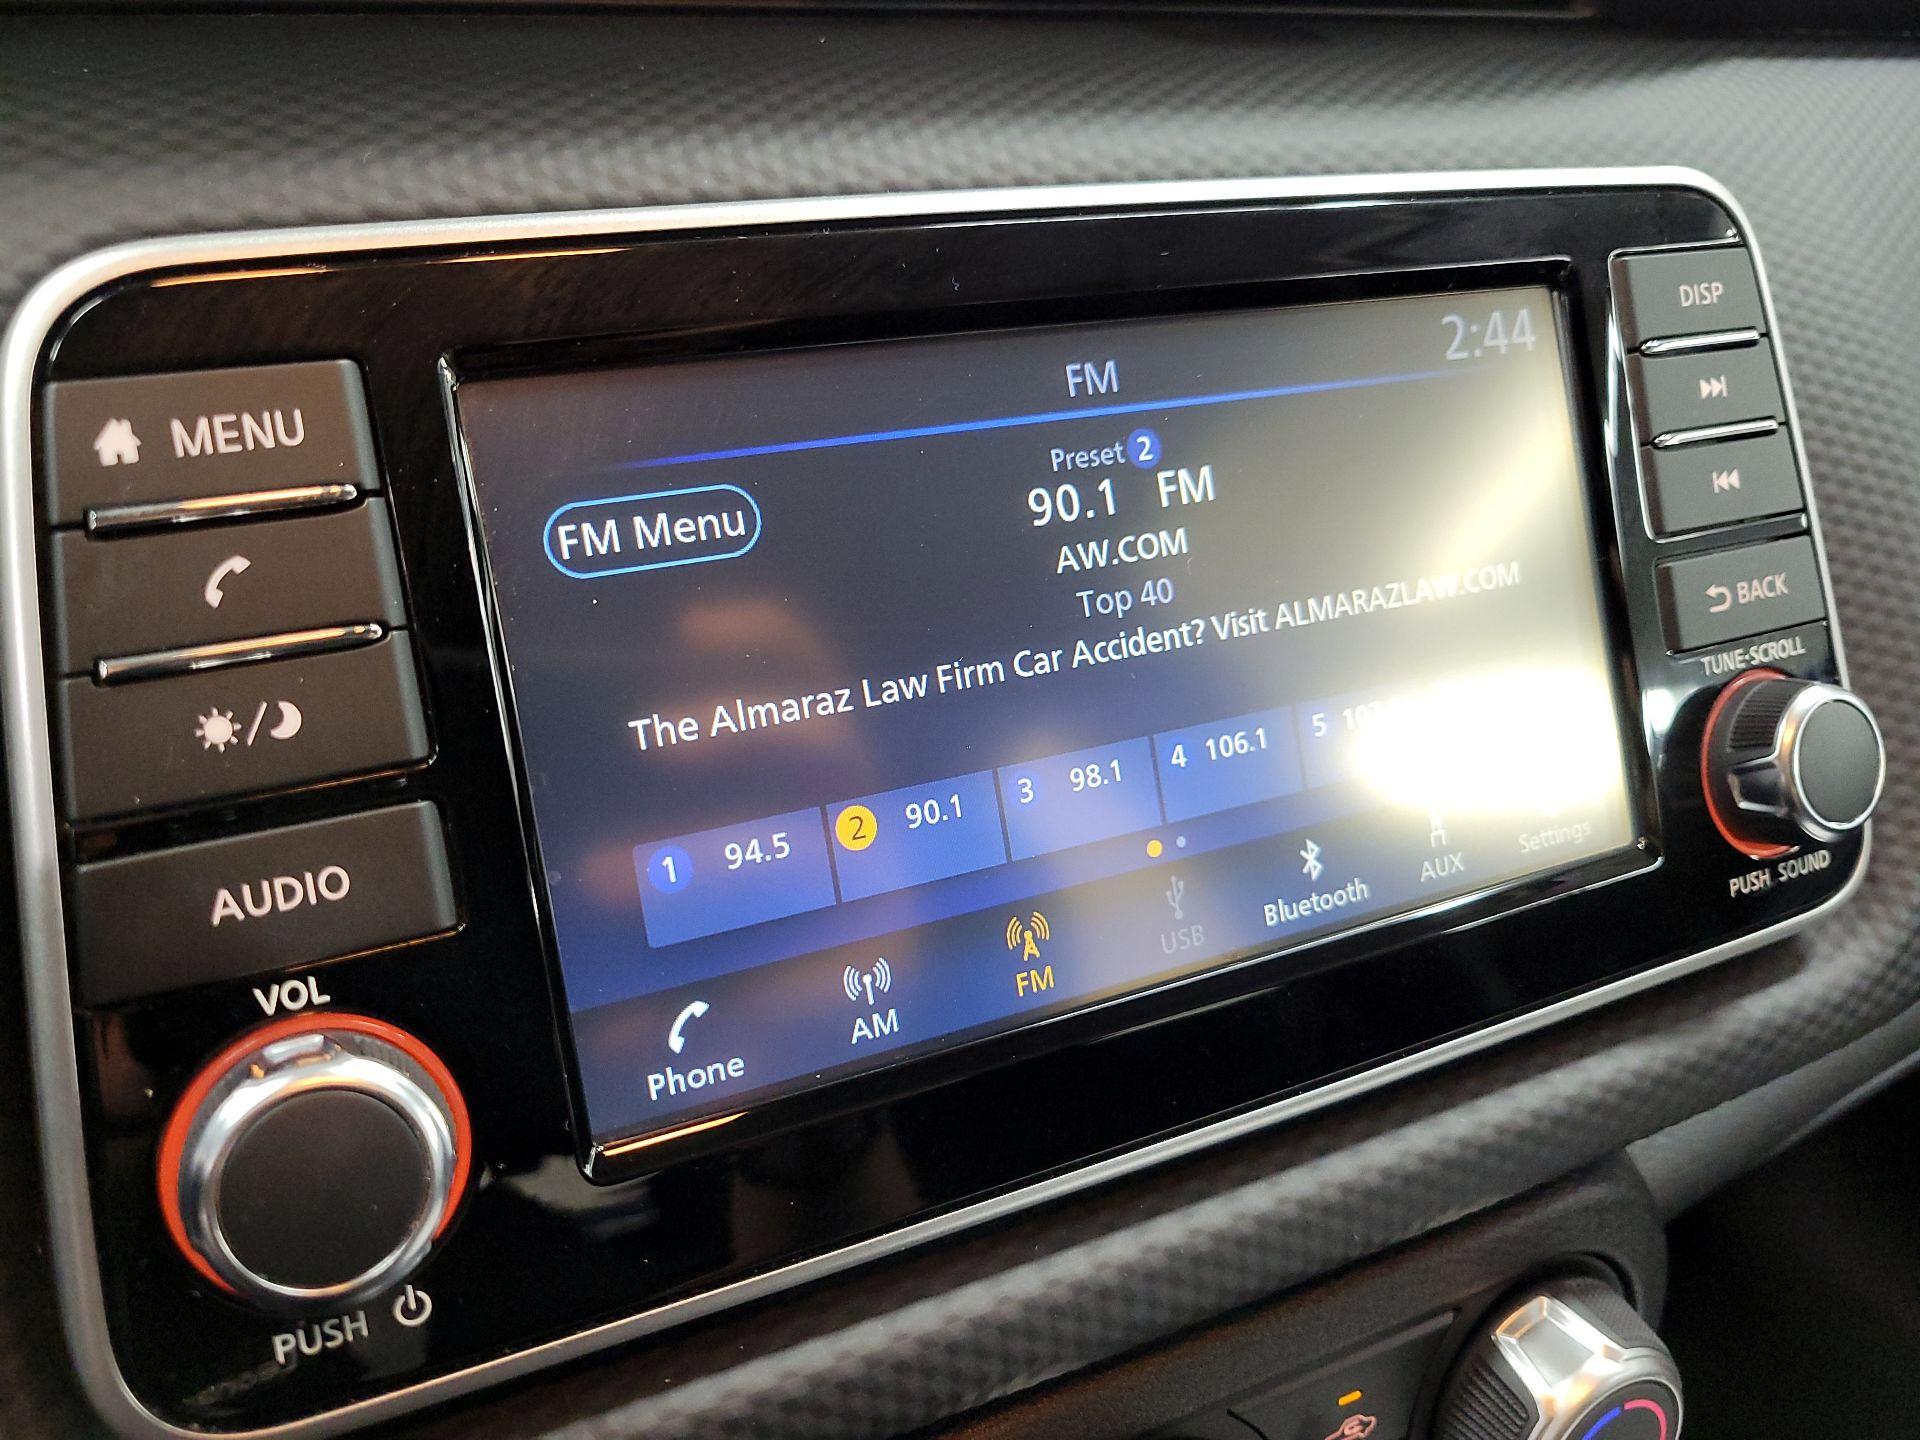 MENU
AUDIO
VOL
PUSH
FM
2:44
FM Menu
Preset 2
90.1 FM
AW.COM
Top 40
The Almaraz Law Firm Car Accident? Visit ALMARAZLAW.COM
1 94.5
2 90.1
3 98.1
4 106.1
5
Phone
AM
FM
USB
Bluetooth
AUX
Settings
DISP
BACK
TUNE·SCROLL
PUSH SOUND